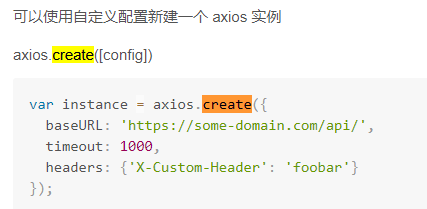 可以使用自定义配置新建一个 axios 实例
axios.create([config])
var instance = axios.create({
  baseURL: 'https://some-domain.com/api/',
  timeout: 1000,
  headers: {'X-Custom-Header': 'foobar'}
});